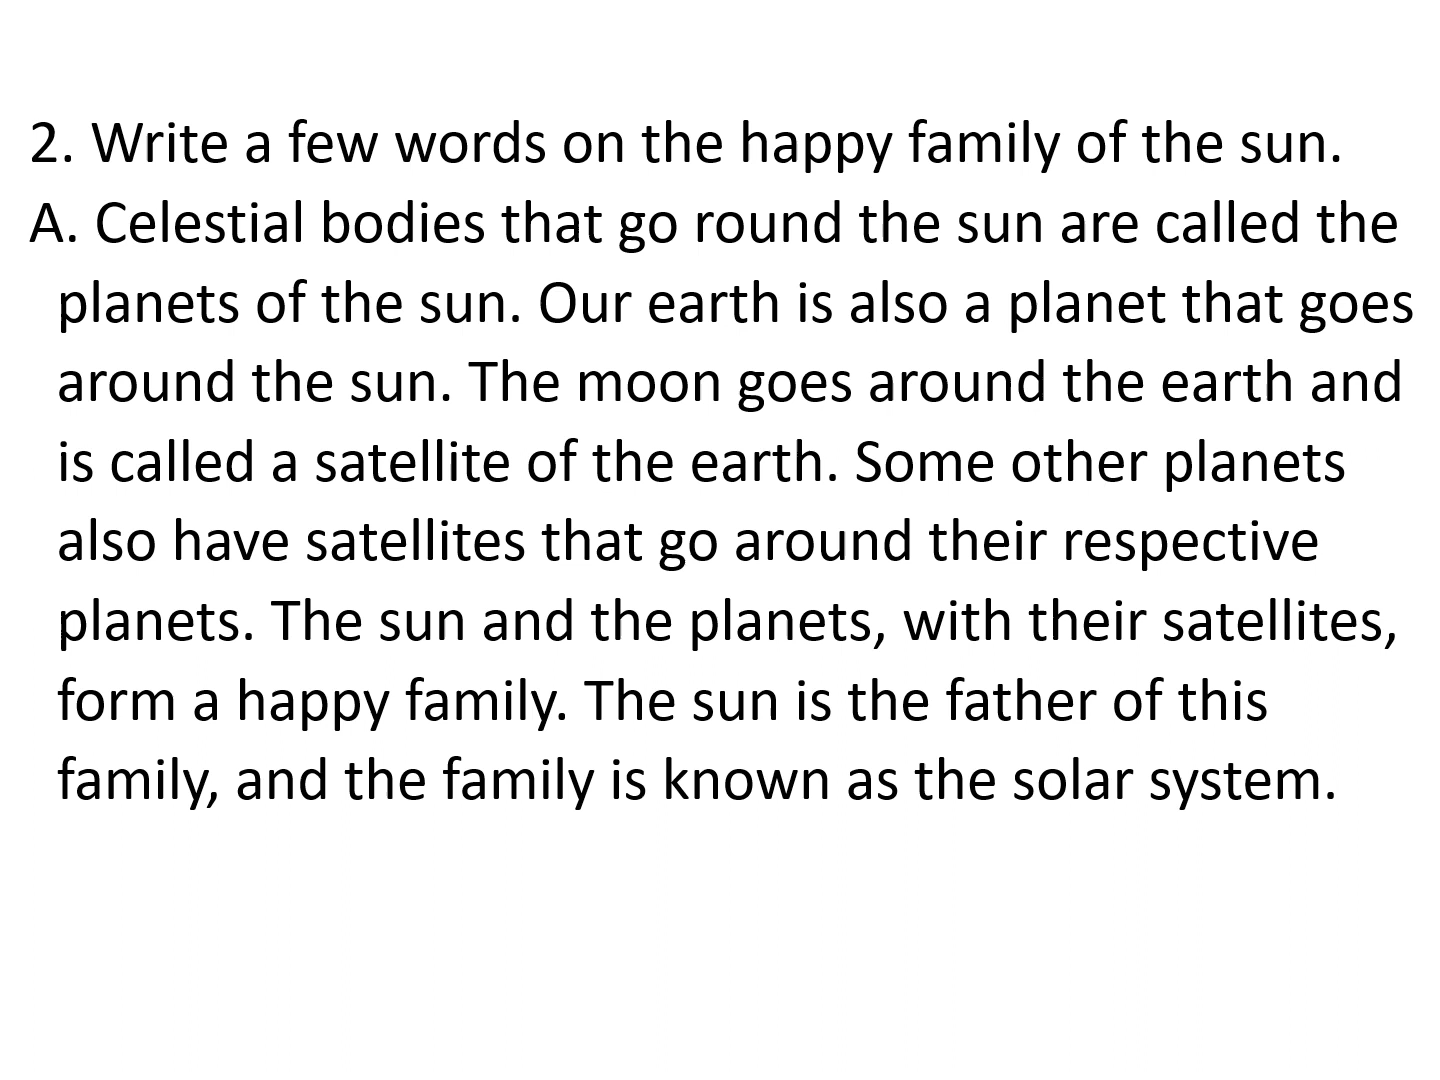 2. Write a few words on the happy family of the sun.
A. Celestial bodies that go round the sun are called the
planets of the sun. Our earth is also a planet that goes
around the sun. The moon goes around the earth and
is called a satellite of the earth. Some other planets
also have satellites that go around their respective
planets. The sun and the planets, with their satellites,
form a happy family. The sun is the father of this
family, and the family is known as the solar system.